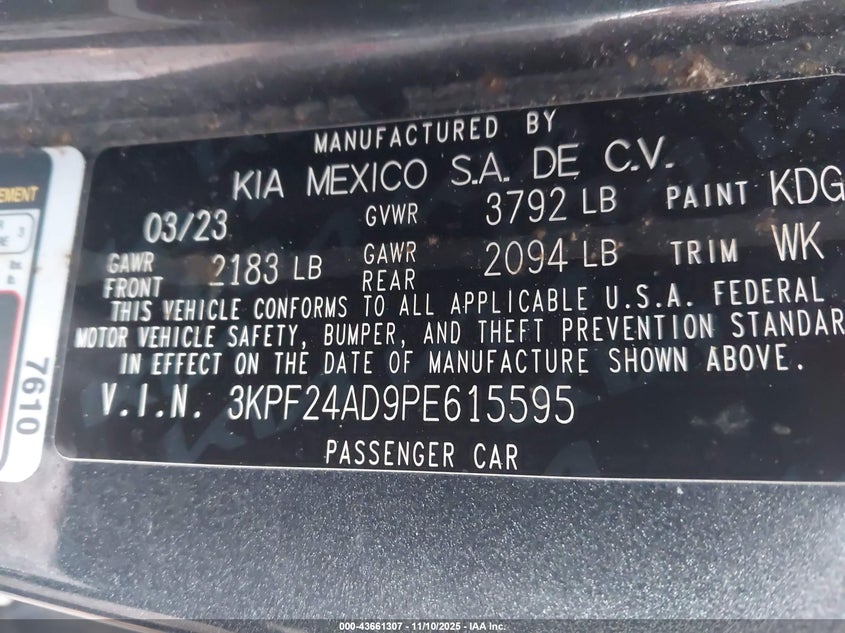 MANUFACTURED BY
KIA MEXICO S.A. DE C.V.
03/23 GVWR 3792 LB PAINT KDG
GAWR FRONT 2183 LB GAWR REAR 2094 LB TRIM WK
THIS VEHICLE CONFORMS TO ALL APPLICABLE U.S.A. FEDERAL
MOTOR VEHICLE SAFETY, BUMPER, AND THEFT PREVENTION STANDAR
IN EFFECT ON THE DATE OF MANUFACTURE SHOWN ABOVE.
V.I.N. 3KPF24AD9PE615595
PASSENGER CAR
7610
000-43661307 - 11/10/2025 - IAA Inc.